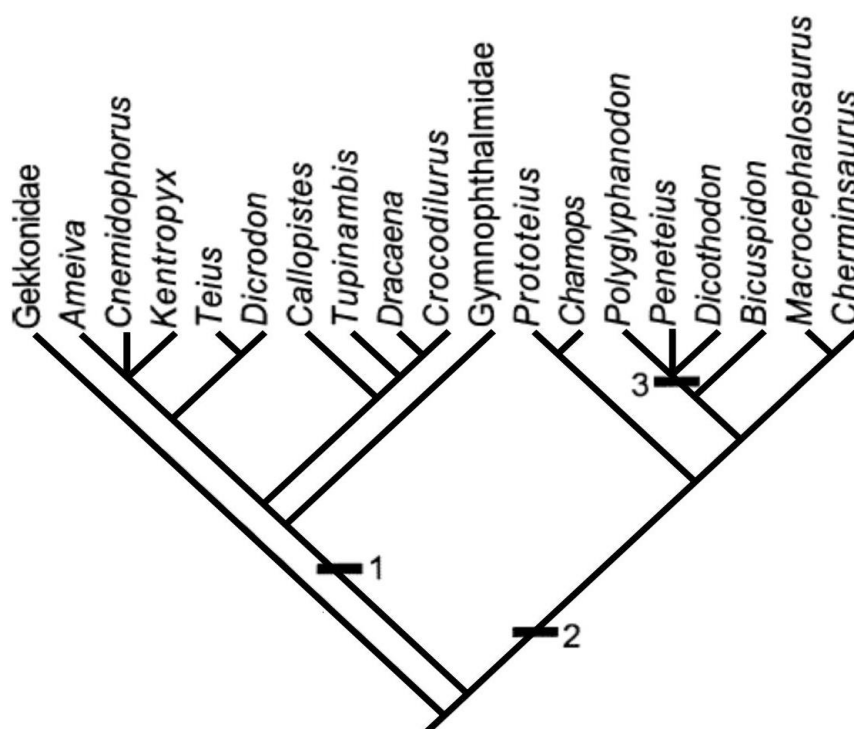 Gekkonidae
Ameiva
Cnemidophorus
Kentropyx
Teius
Dicrodon
Callopistes
Tupinambis
Dracaena
Crocodilurus
Gymnophthalmidae
Prototeius
Chamops
Polyglyphanodon
Peneteius
Dicothodon
Bicuspidon
Macrocephalosaurus
Cherminsaurus
3
1
2